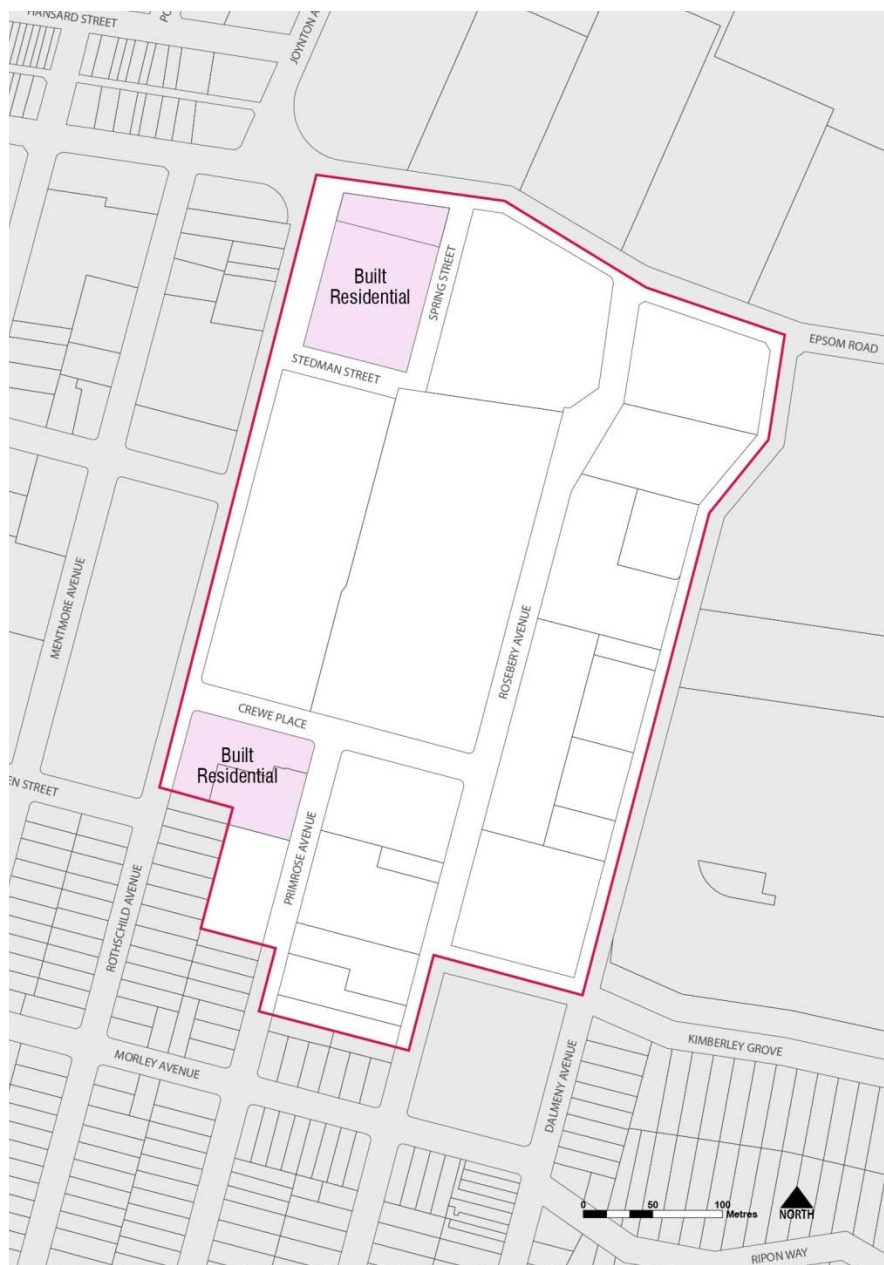 HANSARD STREET
PO
JOYNTON A
Built
Residential
SPRING STREET
EPSOM ROAD
STEDMAN STREET
MENTMORE AVENUE
ROSEBERY AVENUE
CREWE PLACE
Built
Residential
EN STREET
PRIMROSE AVENUE
ROTHSCHILD AVENUE
MORLEY AVENUE
KIMBERLEY GROVE
DALMENY AVENUE
0 50 100
Metres
NORTH
RIPON WAY